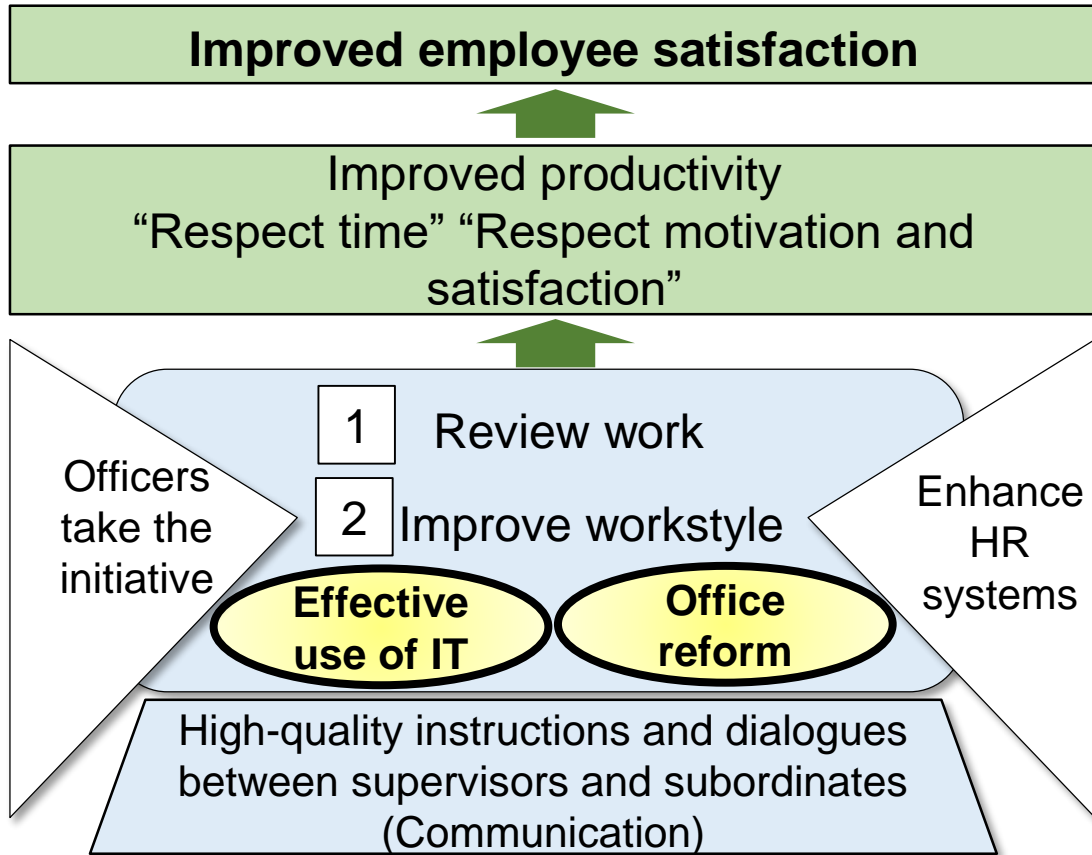 Improved employee satisfaction
Improved productivity
“Respect time” “Respect motivation and
satisfaction”
1 Review work
2 Improve workstyle
Officers
take the
initiative
Enhance
HR
systems
Effective
use of IT
Office
reform
High-quality instructions and dialogues
between supervisors and subordinates
(Communication)